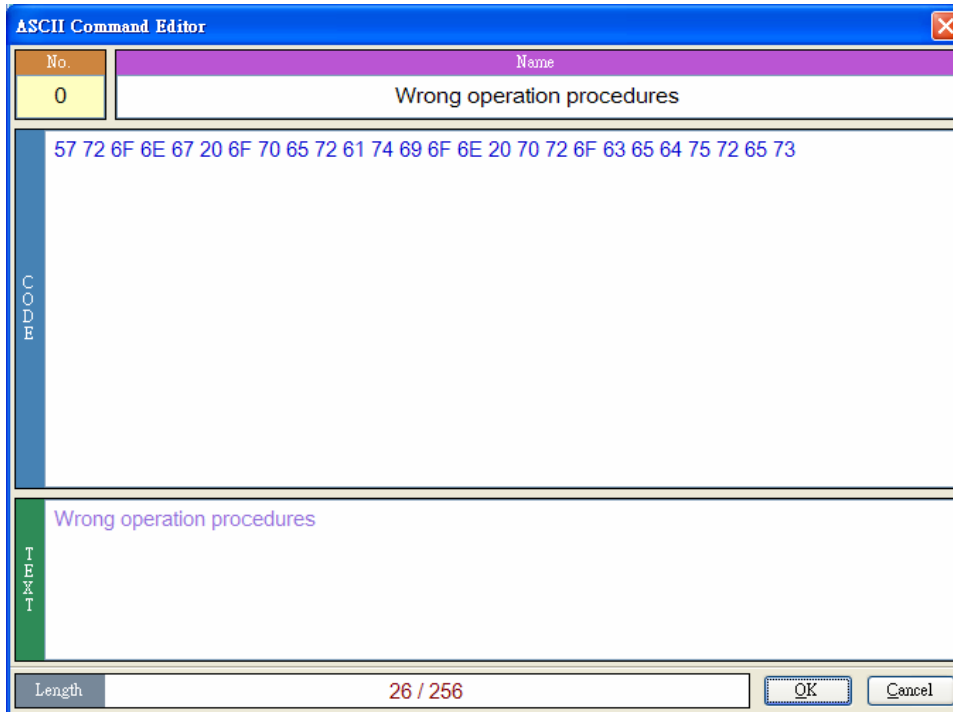 ASCII Command Editor
No.
Name
0
Wrong operation procedures
CODE
57 72 6F 6E 67 20 6F 70 65 72 61 74 69 6F 6E 20 70 72 6F 63 65 64 75 72 65 73
TEXT
Wrong operation procedures
Length
26 / 256
OK
Cancel